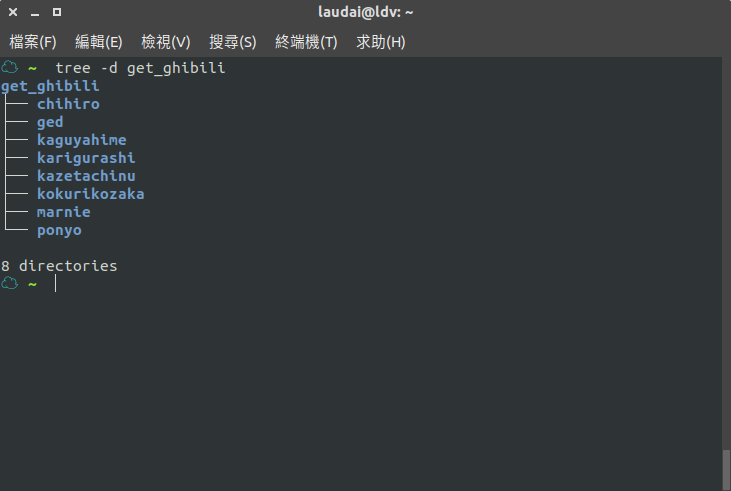 laudai@ldv: ~
檔案(F) 編輯(E) 檢視(V) 搜尋(S) 終端機(T) 求助(H)
~ tree -d get_ghibili
get_ghibili
├── chihiro
├── ged
├── kaguyahime
├── karigurashi
├── kazetachinu
├── kokurikozaka
├── marnie
└── ponyo
8 directories
~